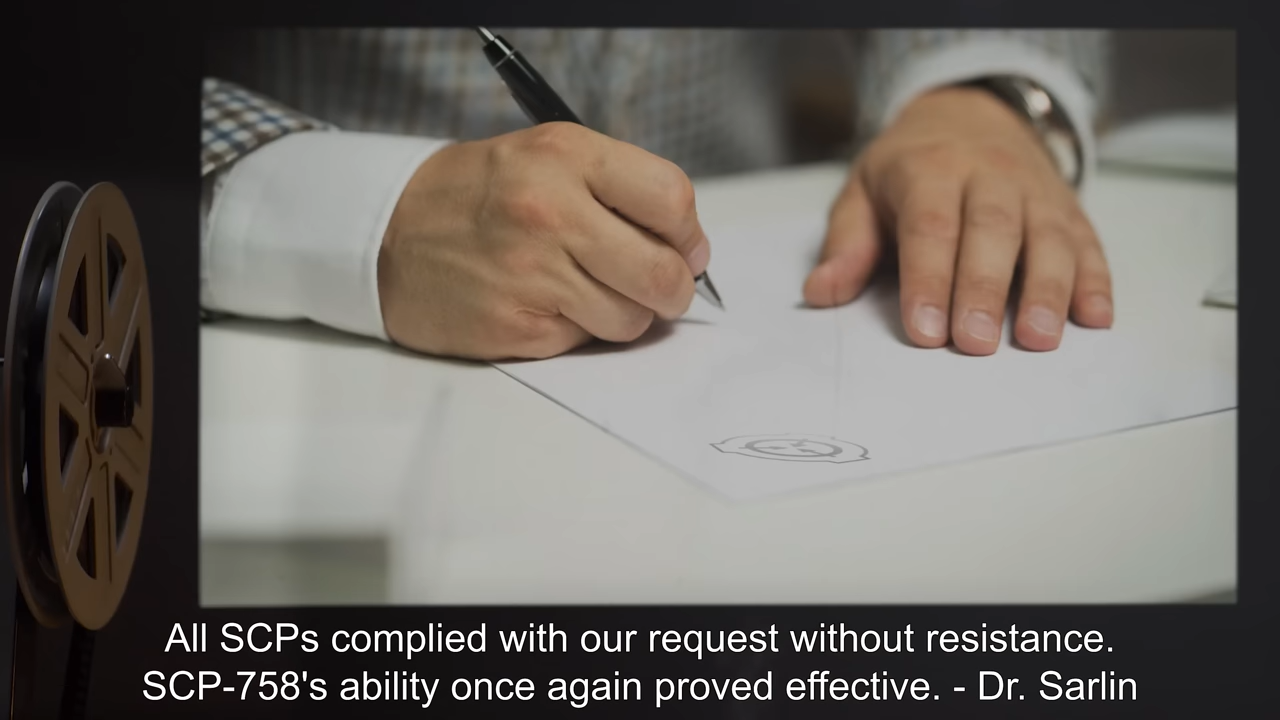 All SCPs complied with our request without resistance.
SCP-758's ability once again proved effective. - Dr. Sarlin